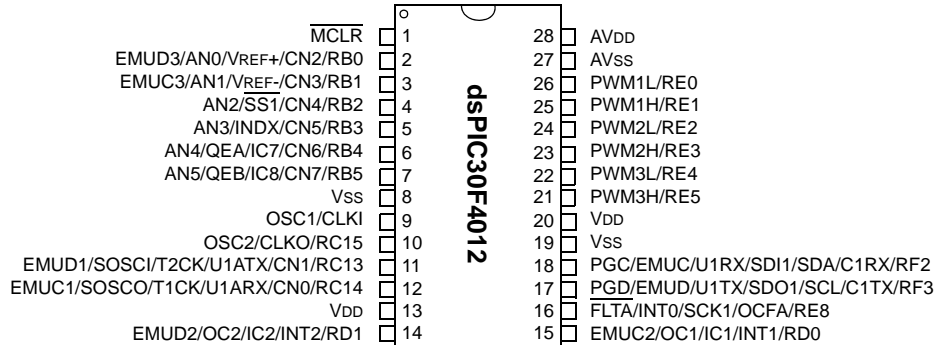 MCLR 1 28 AVDD
EMUD3/AN0/VREF+/CN2/RB0 2 27 AVSS
EMUC3/AN1/VREF-/CN3/RB1 3 26 PWM1L/RE0
AN2/SS1/CN4/RB2 4 25 PWM1H/RE1
AN3/INDX/CN5/RB3 5 24 PWM2L/RE2
AN4/QEA/IC7/CN6/RB4 6 23 PWM2H/RE3
AN5/QEB/IC8/CN7/RB5 7 22 PWM3L/RE4
VSS 8 21 PWM3H/RE5
OSC1/CLKI 9 20 VDD
OSC2/CLKO/RC15 10 19 VSS
EMUD1/SOSCI/T2CK/U1ATX/CN1/RC13 11 18 PGC/EMUC/U1RX/SDI1/SDA/C1RX/RF2
EMUC1/SOSCO/T1CK/U1ARX/CN0/RC14 12 17 PGD/EMUD/U1TX/SDO1/SCL/C1TX/RF3
VDD 13 16 FLTA/INT0/SCK1/OCFA/RE8
EMUD2/OC2/IC2/INT2/RD1 14 15 EMUC2/OC1/IC1/INT1/RD0
dsPIC30F4012